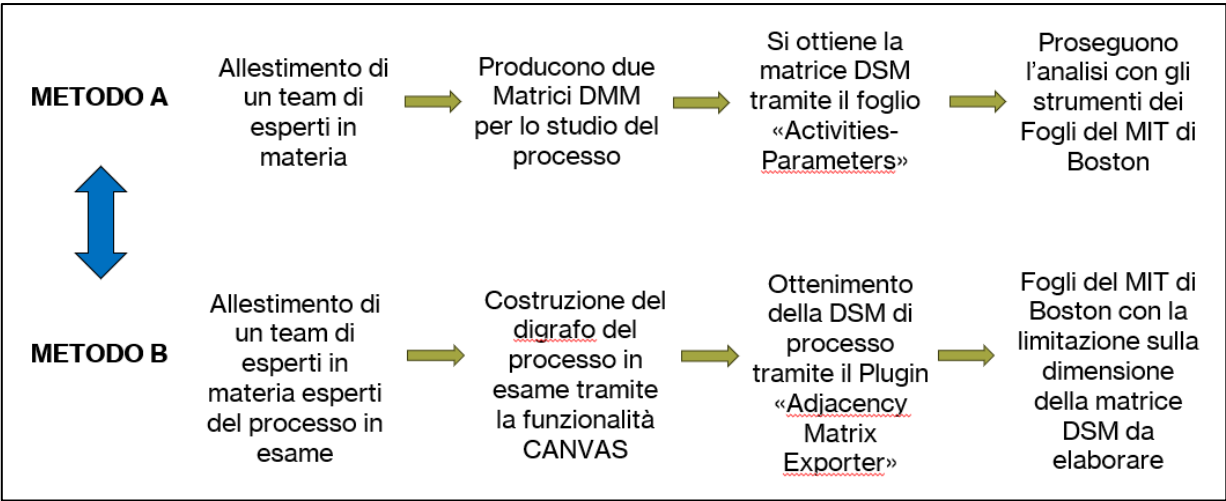 METODO A
Allestimento di
un team di
esperti in
materia
Producono due
Matrici DMM
per lo studio del
processo
Si ottiene la
matrice DSM
tramite il foglio
«Activities-
Parameters»
Proseguono
l'analisi con gli
strumenti dei
Fogli del MIT di
Boston
METODO B
Allestimento di
un team di
esperti in
materia esperti
del processo in
esame
Costruzione del
digrafo del
processo in
esame tramite
la funzionalità
CANVAS
Ottenimento
della DSM di
processo
tramite il Plugin
«Adjacency
Matrix
Exporter»
Fogli del MIT di
Boston con la
limitazione sulla
dimensione
della matrice
DSM da
elaborare